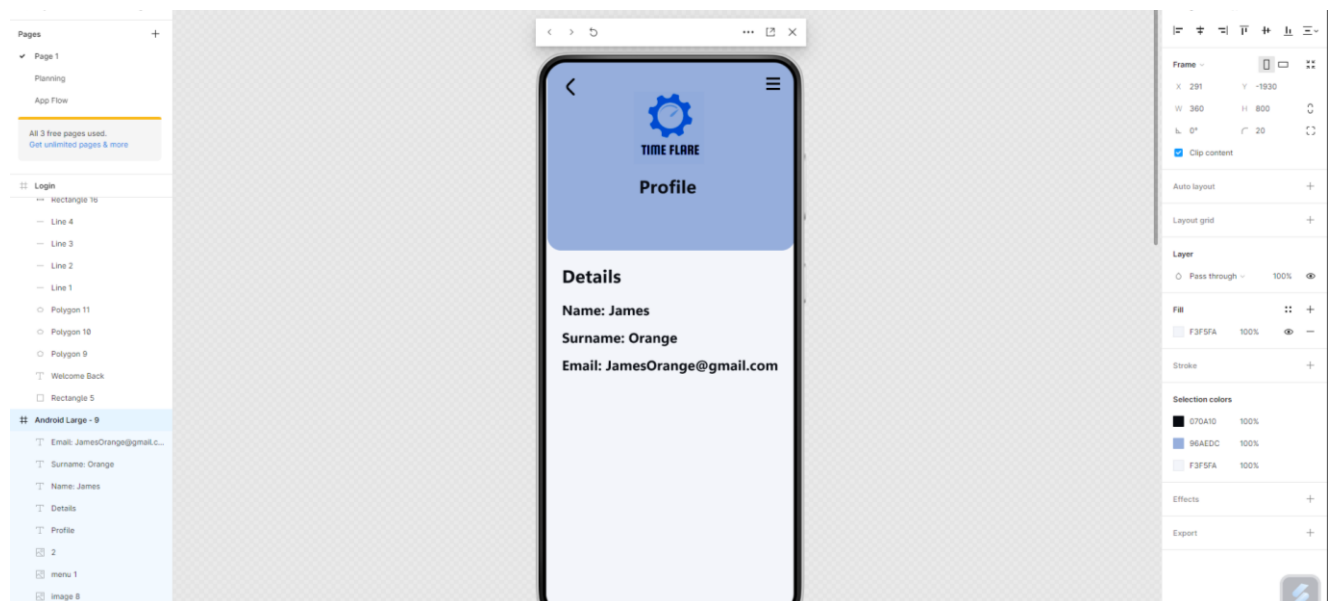 Pages
Page 1
Planning
App Flow
All 3 free pages used.
Get unlimited pages & more
Login
Rectangle 16
Line 4
Line 3
Line 2
Line 1
Polygon 11
Polygon 10
Polygon 9
Welcome Back
Rectangle 5
Android Large - 9
Email: JamesOrange@gmail.c...
Surname: Orange
Name: James
Details
Profile
2
menu 1
image 8
TIME FLARE
Profile
Details
Name: James
Surname: Orange
Email: JamesOrange@gmail.com
Frame
X 291 Y -1930
W 360 H 800
0° 20
Clip content
Auto layout
Layout grid
Layer
Pass through 100%
Fill
F3F5FA 100%
Stroke
Selection colors
070A10 100%
96AEDC 100%
F3F5FA 100%
Effects
Export